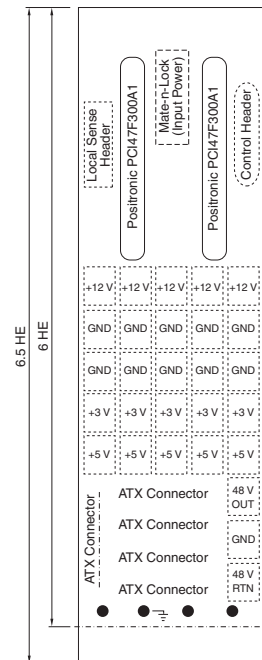 6.5 HE
6 HE
Local Sense
Header
Positronic PCI47F300A1
Mate-n-Lock
(Input Power)
Positronic PCI47F300A1
Control Header
+12 V +12 V +12 V +12 V +12 V
GND GND GND GND GND
GND GND GND GND GND
+3 V +3 V +3 V +3 V +3 V
+5 V +5 V +5 V +5 V +5 V
ATX Connector
ATX Connector
ATX Connector
ATX Connector
ATX Connector
48 V
OUT
GND
48 V
RTN